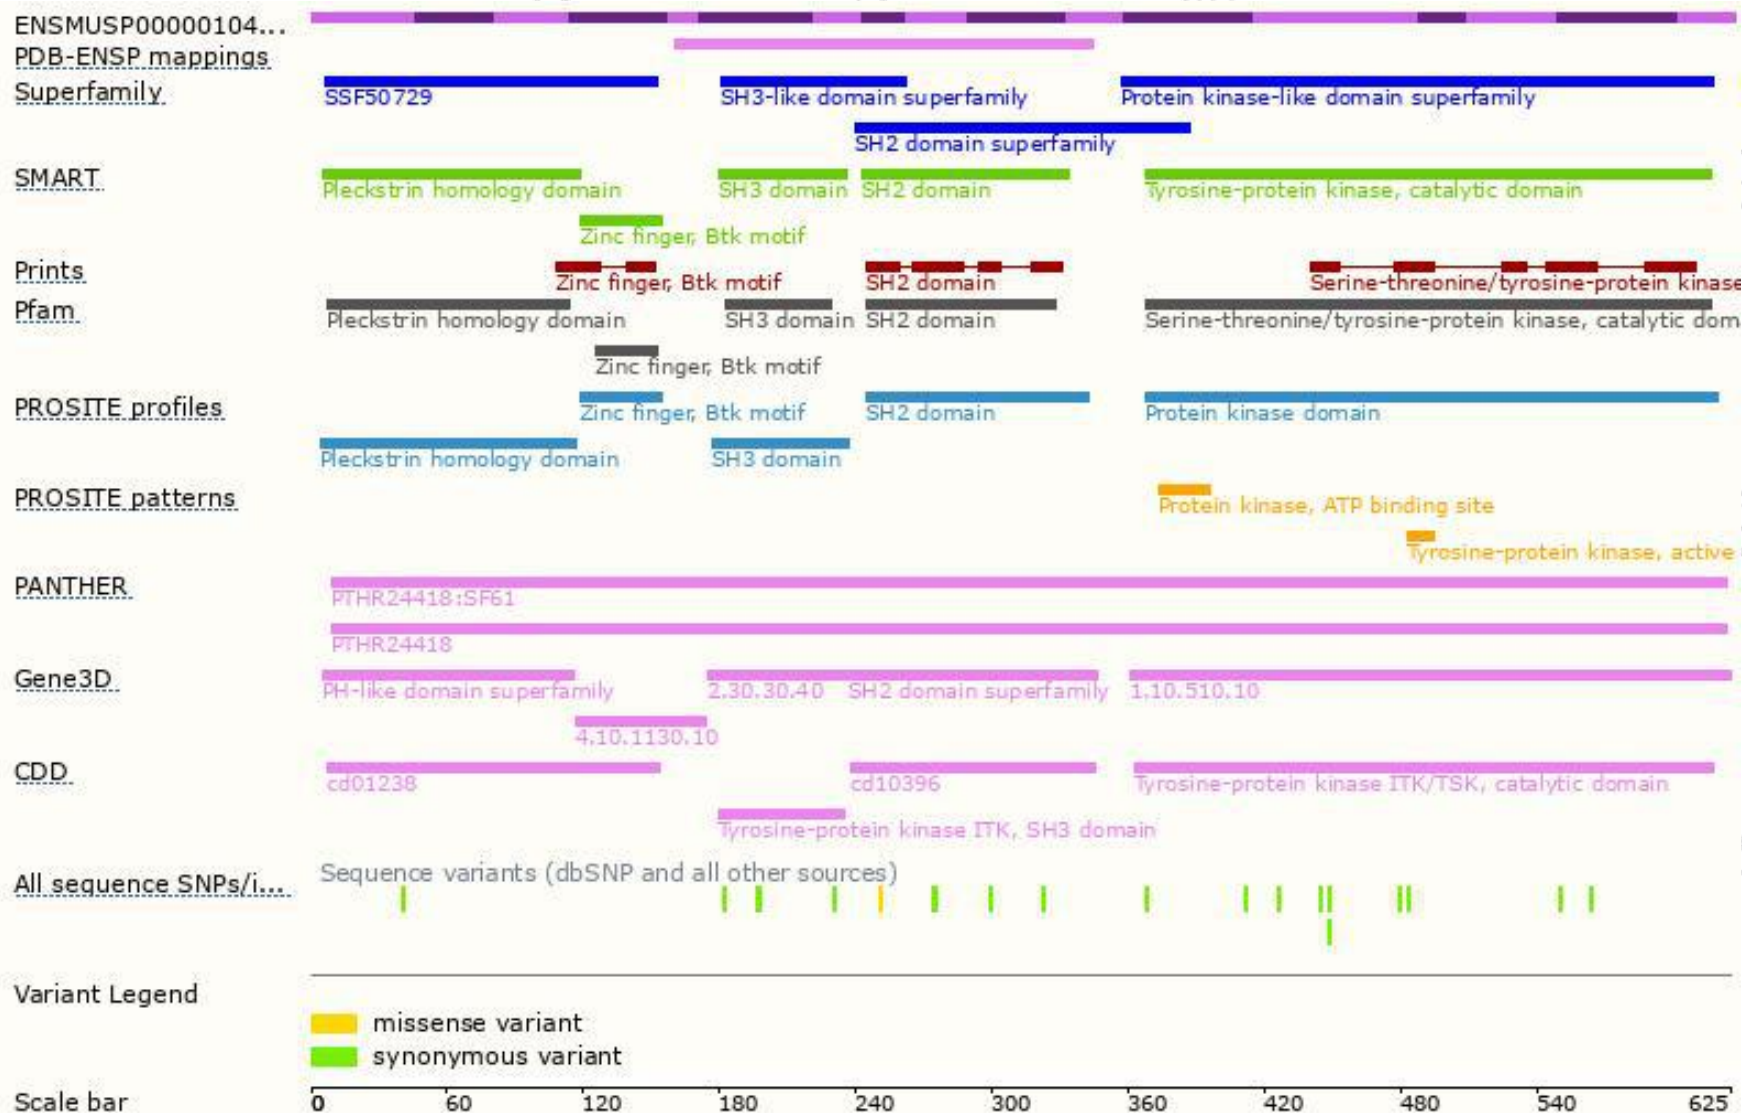 ENSMUSP00000104...
PDB-ENSP mappings
Superfamily
SSF50729 SH3-like domain superfamily Protein kinase-like domain superfamily
SH2 domain superfamily
SMART
Pleckstrin homology domain SH3 domain SH2 domain Tyrosine-protein kinase, catalytic domain
Zinc finger, Btk motif
Prints
Zinc finger, Btk motif SH2 domain Serine-threonine/tyrosine-protein kinase
Pfam
Pleckstrin homology domain SH3 domain SH2 domain Serine-threonine/tyrosine-protein kinase, catalytic dom
Zinc finger, Btk motif
PROSITE profiles
Zinc finger, Btk motif SH2 domain Protein kinase domain
Pleckstrin homology domain SH3 domain
PROSITE patterns
Protein kinase, ATP binding site
Tyrosine-protein kinase, active
PANTHER
PTHR24418:SF61
PTHR24418
Gene3D
PH-like domain superfamily 2.30.30.40 SH2 domain superfamily 1.10.510.10
4.10.1130.10
CDD
cd01238 cd10396 Tyrosine-protein kinase ITK/TSK, catalytic domain
Tyrosine-protein kinase ITK, SH3 domain
All sequence SNPs/i...
Sequence variants (dbSNP and all other sources)
Variant Legend
missense variant
synonymous variant
Scale bar 0 60 120 180 240 300 360 420 480 540 625